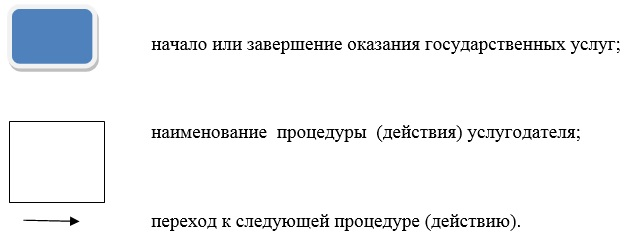 начало или завершение оказания государственных услуг;
наименование процедуры (действия) услугодателя;
переход к следующей процедуре (действию).